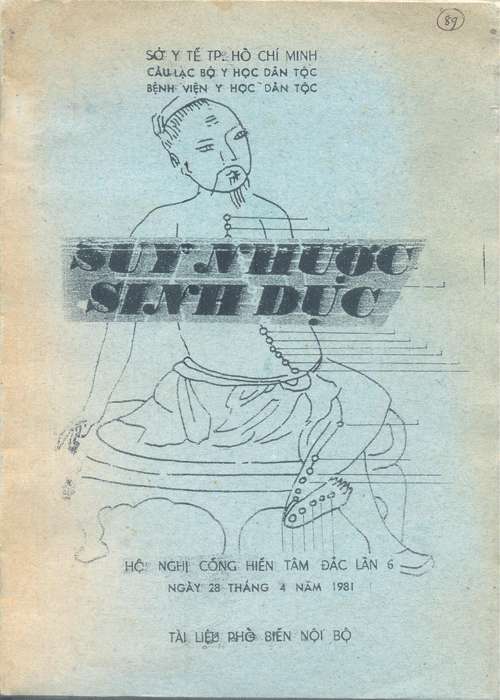 89
SỞ Y TẾ TP. HỒ CHÍ MINH
CÂU LẠC BỘ Y HỌC DÂN TỘC
BỆNH VIỆN Y HỌC DÂN TỘC
SUY NHƯỢC
SINH DỤC
HỘI NGHỊ CỐNG HIẾN TÂM ĐẮC LẦN 6
NGÀY 28 THÁNG 4 NĂM 1981
TÀI LIỆU PHỔ BIẾN NỘI BỘ